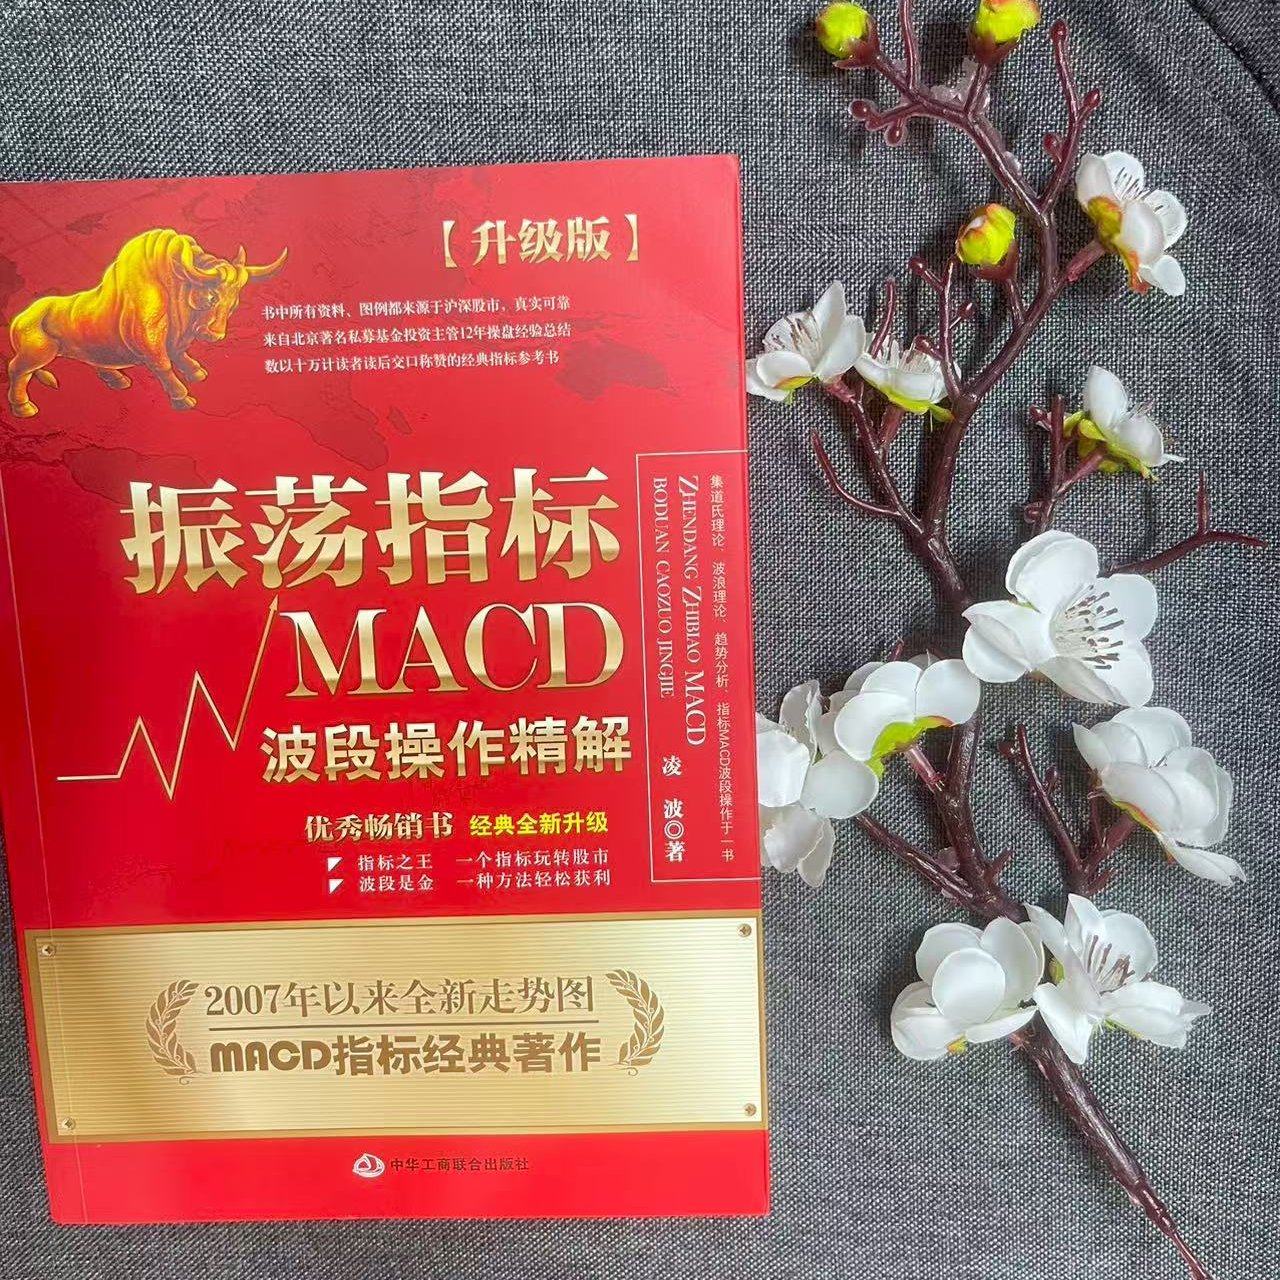 【升级版】
书中所有资料、图例都来源于沪深股市，真实可靠
来自北京著名私募基金投资主管12年操盘经验总结
数以十万计读者读后交口称赞的经典指标参考书
振荡指标
MACD
波段操作精解
优秀畅销书 经典全新升级
指标之王 一个指标玩转股市
波段是金 一种方法轻松获利
集道氏理论、波浪理论、趋势分析、指标MACD波段操作于一书
ZHENDANG ZHIBIAO MACD
BODUAN CAOZUO JINGJIE
凌 波◎著
2007年以来全新走势图
MACD指标经典著作
中华工商联合出版社